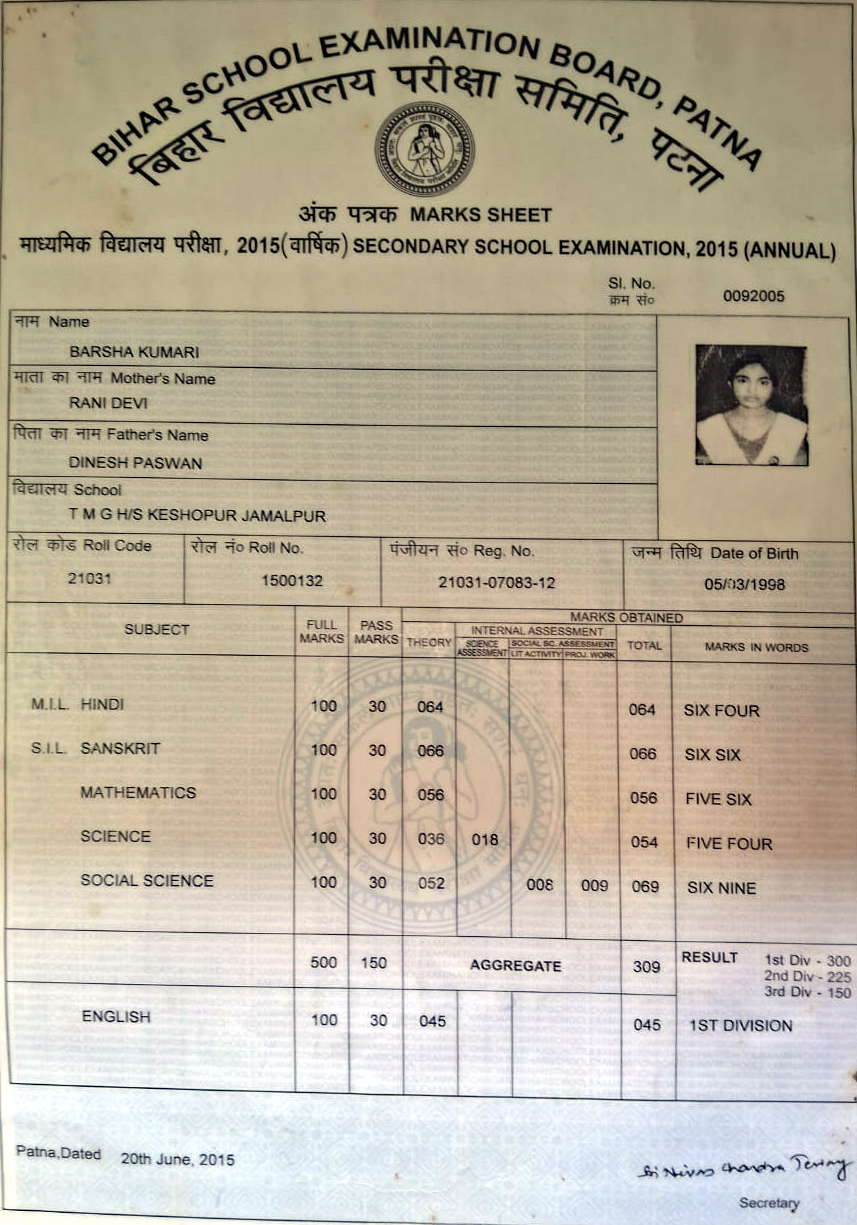 BIHAR SCHOOL EXAMINATION BOARD, PATNA
बिहार विद्यालय परीक्षा समिति, पटना
अंक पत्रक MARKS SHEET
माध्यमिक विद्यालय परीक्षा, 2015(वार्षिक) SECONDARY SCHOOL EXAMINATION, 2015 (ANNUAL)
Sl. No.
क्रम सं० 0092005
नाम Name
BARSHA KUMARI
माता का नाम Mother's Name
RANI DEVI
पिता का नाम Father's Name
DINESH PASWAN
विद्यालय School
T M G H/S KESHOPUR JAMALPUR
रोल कोड Roll Code रोल नं० Roll No. पंजीयन सं० Reg. No. जन्म तिथि Date of Birth
21031 1500132 21031-07083-12 05/03/1998
SUBJECT FULL MARKS PASS MARKS MARKS OBTAINED
THEORY INTERNAL ASSESSMENT TOTAL MARKS IN WORDS
SCIENCE ASSESSMENT SOCIAL SC. ASSESSMENT
LIT ACTIVITY PROJ. WORK
M.I.L. HINDI 100 30 064 064 SIX FOUR
S.I.L. SANSKRIT 100 30 066 066 SIX SIX
MATHEMATICS 100 30 056 056 FIVE SIX
SCIENCE 100 30 036 018 054 FIVE FOUR
SOCIAL SCIENCE 100 30 052 008 009 069 SIX NINE
500 150 AGGREGATE 309 RESULT 1st Div - 300
2nd Div - 225
3rd Div - 150
ENGLISH 100 30 045 045 1ST DIVISION
Patna,Dated 20th June, 2015
Secretary